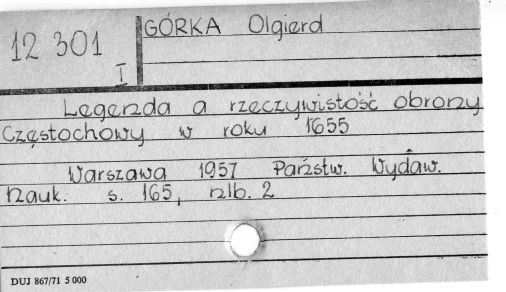 12 301
I
GÓRKA Olgierd
Legenda a rzeczywistość obrony
Częstochowy w roku 1655
Warszawa 1957 Państw. Wydaw.
Nauk. s. 165, nlb. 2
DUJ 867/71 5 000